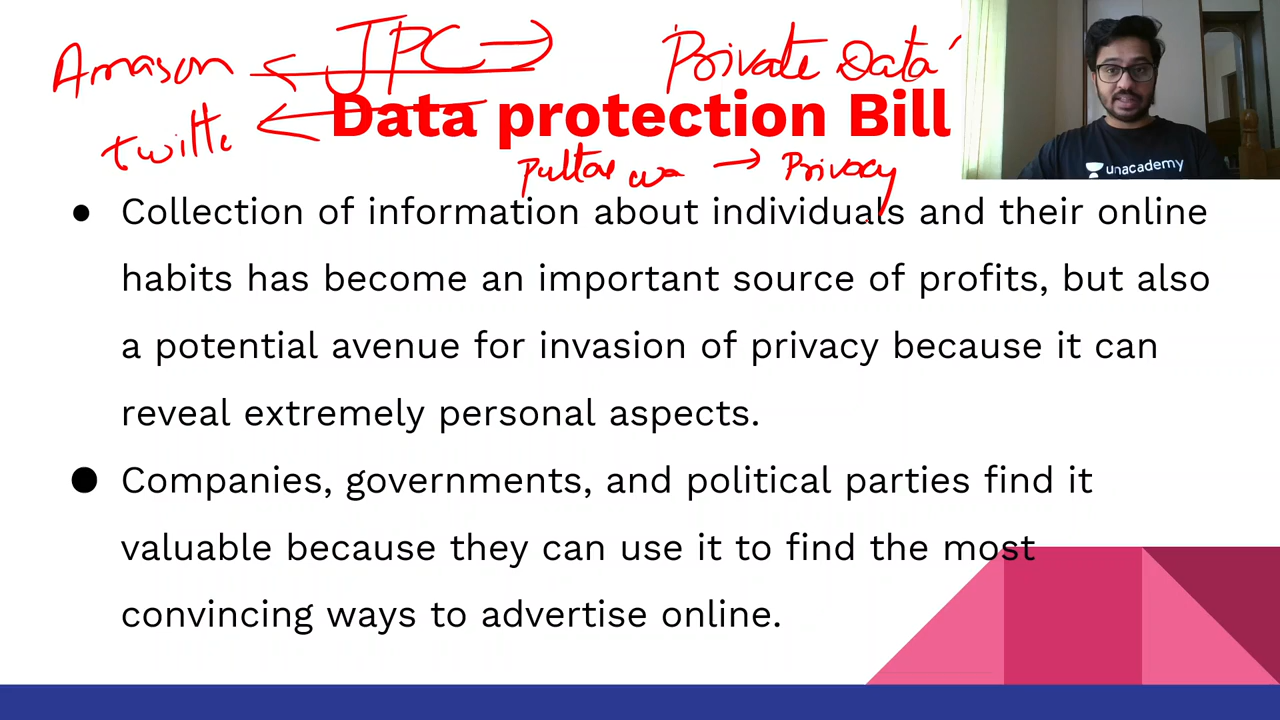 Amason
JPC
Private Data
Data protection Bill
twitte
Privacy
unacademy
● Collection of information about individuals and their online
habits has become an important source of profits, but also
a potential avenue for invasion of privacy because it can
reveal extremely personal aspects.
● Companies, governments, and political parties find it
valuable because they can use it to find the most
convincing ways to advertise online.